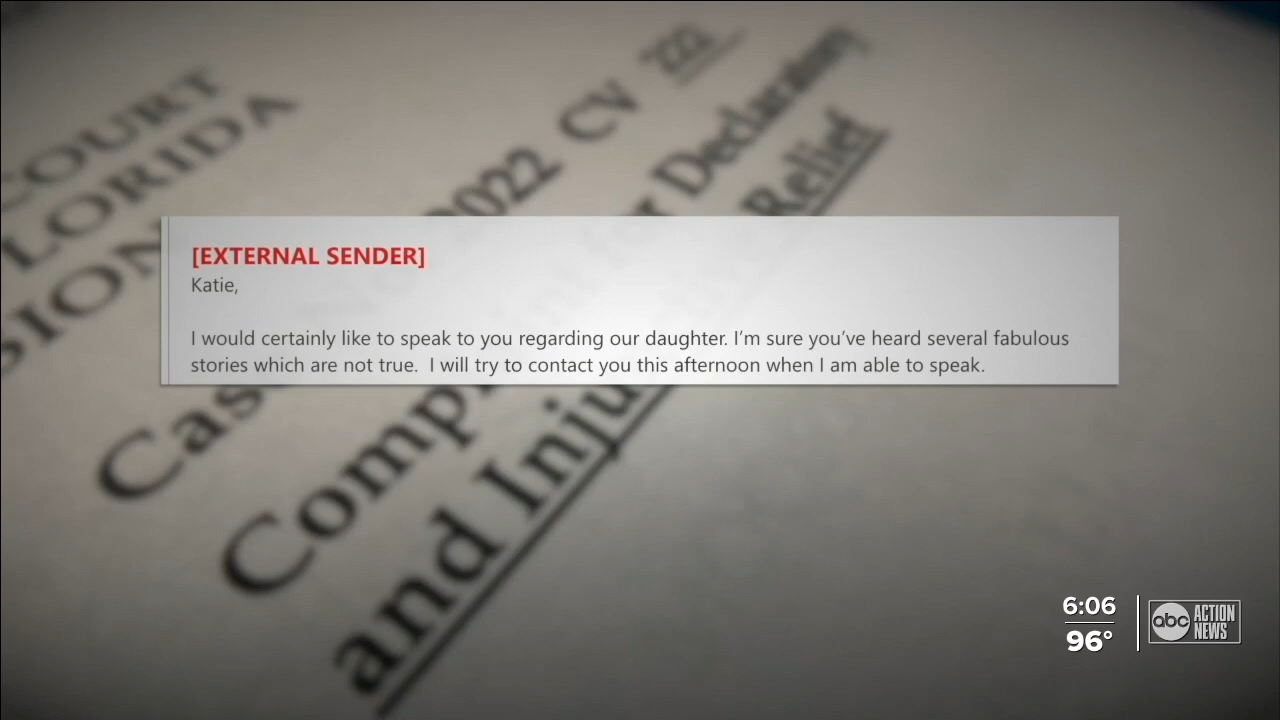 COURT
LORIDA
SION
2022 CV 222
Declaratory
Relief
and Inju
[EXTERNAL SENDER]
Katie,
I would certainly like to speak to you regarding our daughter. I’m sure you’ve heard several fabulous
stories which are not true.  I will try to contact you this afternoon when I am able to speak.
6:06
96°
abc ACTION
NEWS